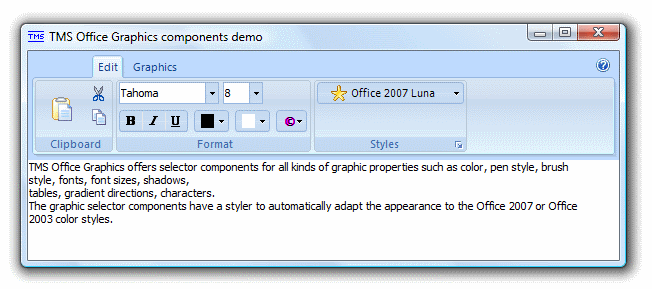 TMS TMS Office Graphics components demo
Edit Graphics
Tahoma 8 Office 2007 Luna
B I U ©
Clipboard Format Styles
TMS Office Graphics offers selector components for all kinds of graphic properties such as color, pen style, brush
style, fonts, font sizes, shadows,
tables, gradient directions, characters.
The graphic selector components have a styler to automatically adapt the appearance to the Office 2007 or Office
2003 color styles.